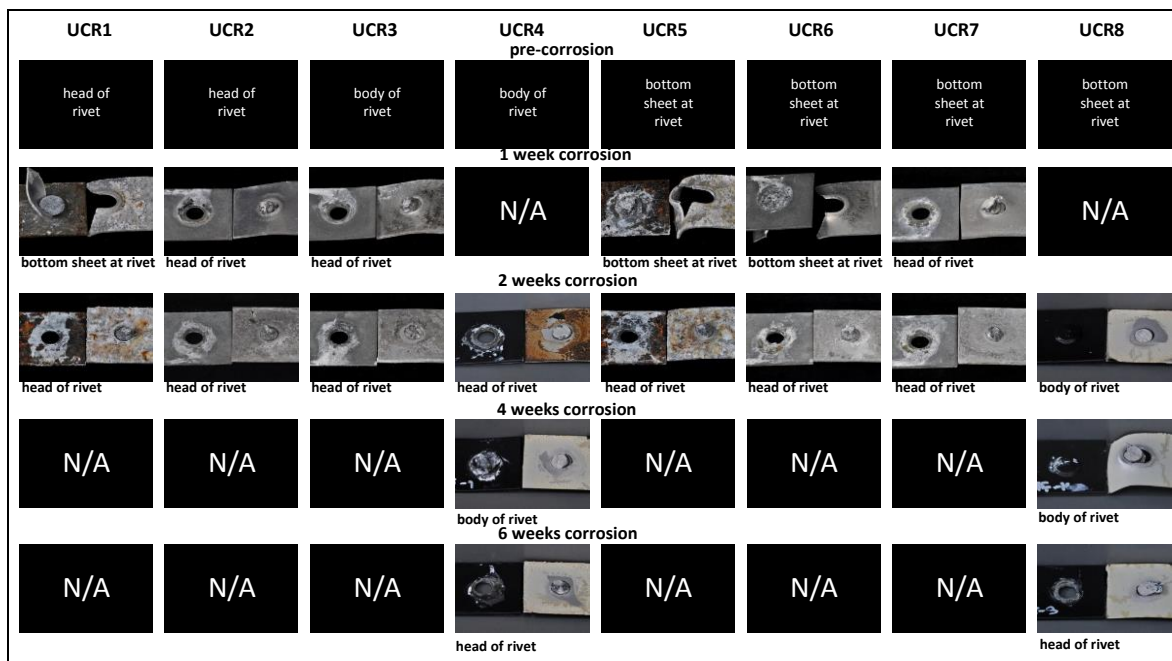 UCR1 UCR2 UCR3 UCR4 UCR5 UCR6 UCR7 UCR8
pre-corrosion
head of
rivet
head of
rivet
body of
rivet
body of
rivet
bottom
sheet at
rivet
bottom
sheet at
rivet
bottom
sheet at
rivet
bottom
sheet at
rivet
1 week corrosion
N/A
N/A
bottom sheet at rivet head of rivet head of rivet bottom sheet at rivet bottom sheet at rivet head of rivet
2 weeks corrosion
head of rivet head of rivet head of rivet head of rivet head of rivet head of rivet head of rivet body of rivet
4 weeks corrosion
N/A N/A N/A N/A N/A N/A
body of rivet body of rivet
6 weeks corrosion
N/A N/A N/A N/A N/A N/A
head of rivet head of rivet